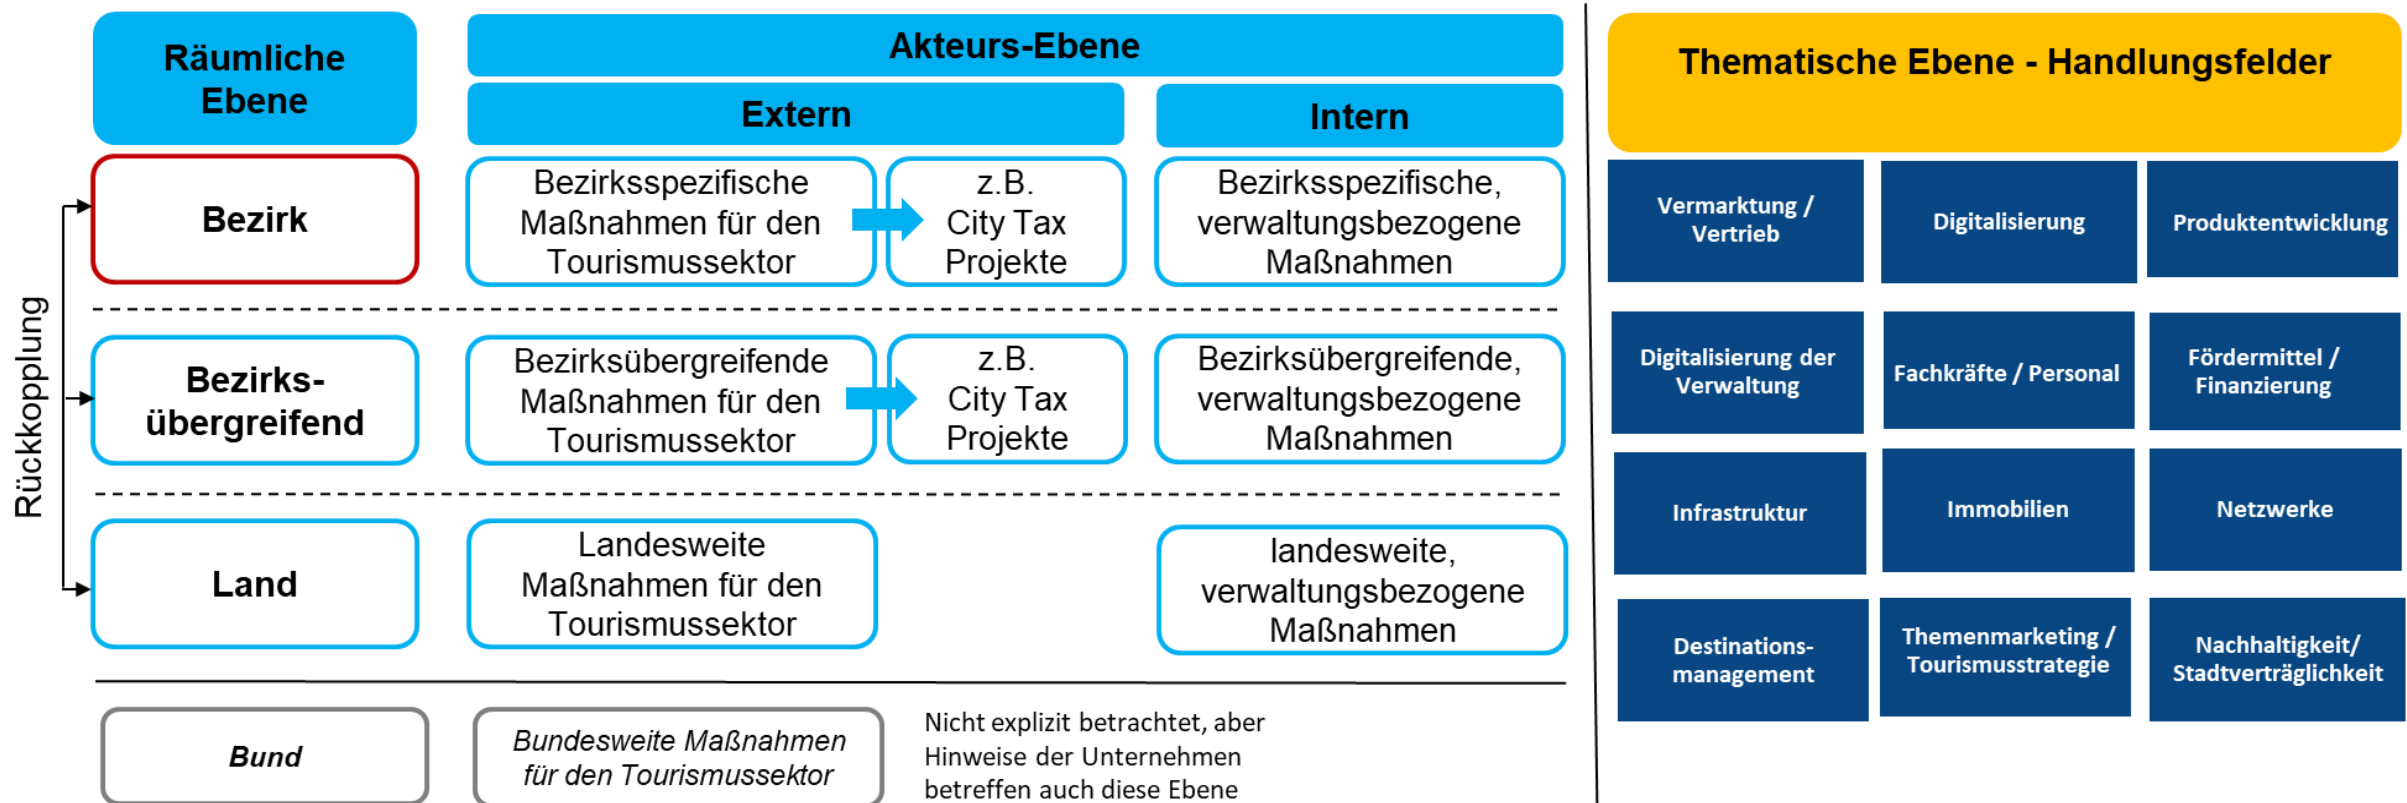 Räumliche
Ebene
Akteurs-Ebene
Extern
Intern
Thematische Ebene - Handlungsfelder
Rückkopplung
Bezirk
Bezirksspezifische
Maßnahmen für den
Tourismussektor
z.B.
City Tax
Projekte
Bezirksspezifische,
verwaltungsbezogene
Maßnahmen
Bezirks-
übergreifend
Bezirksübergreifende
Maßnahmen für den
Tourismussektor
z.B.
City Tax
Projekte
Bezirksübergreifende,
verwaltungsbezogene
Maßnahmen
Land
Landesweite
Maßnahmen für den
Tourismussektor
landesweite,
verwaltungsbezogene
Maßnahmen
Bund
Bundesweite Maßnahmen
für den Tourismussektor
Nicht explizit betrachtet, aber
Hinweise der Unternehmen
betreffen auch diese Ebene
Vermarktung /
Vertrieb
Digitalisierung
Produktentwicklung
Digitalisierung der
Verwaltung
Fachkräfte / Personal
Fördermittel /
Finanzierung
Infrastruktur
Immobilien
Netzwerke
Destinations-
management
Themenmarketing /
Tourismusstrategie
Nachhaltigkeit/
Stadtverträglichkeit